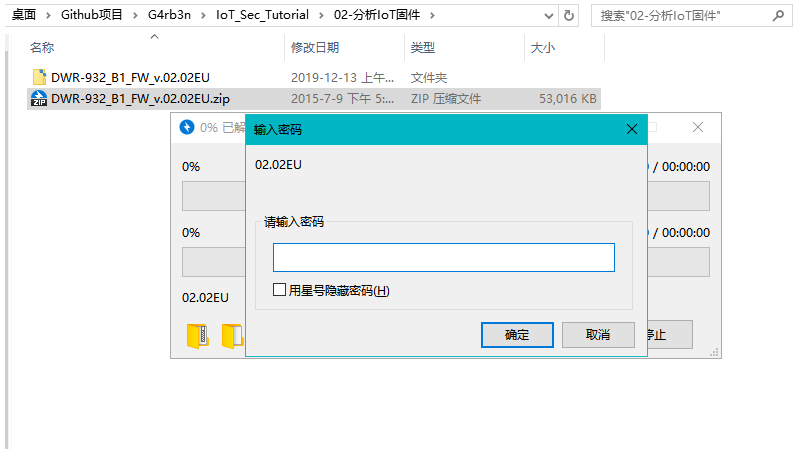 桌面 > Github项目 > G4rb3n > IoT_Sec_Tutorial > 02-分析IoT固件 >
搜索"02-分析IoT固件"
名称 修改日期 类型 大小
DWR-932_B1_FW_v.02.02EU 2019-12-13 上午... 文件夹
DWR-932_B1_FW_v.02.02EU.zip 2015-7-9 下午 5:... ZIP 压缩文件 53,016 KB
0% 已解
输入密码
02.02EU
0%
/ 00:00:00
请输入密码
0%
/ 00:00:00
用星号隐藏密码(H)
02.02EU
确定 取消 停止